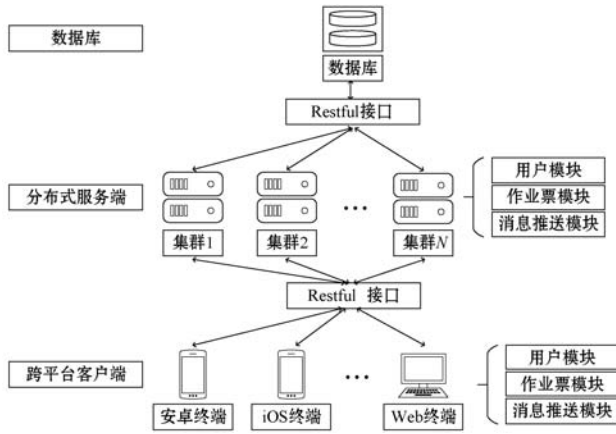 数据库
数据库
Restful接口
分布式服务端
集群1
集群2
...
集群N
用户模块
作业票模块
消息推送模块
Restful 接口
跨平台客户端
安卓终端
iOS终端
...
Web终端
用户模块
作业票模块
消息推送模块